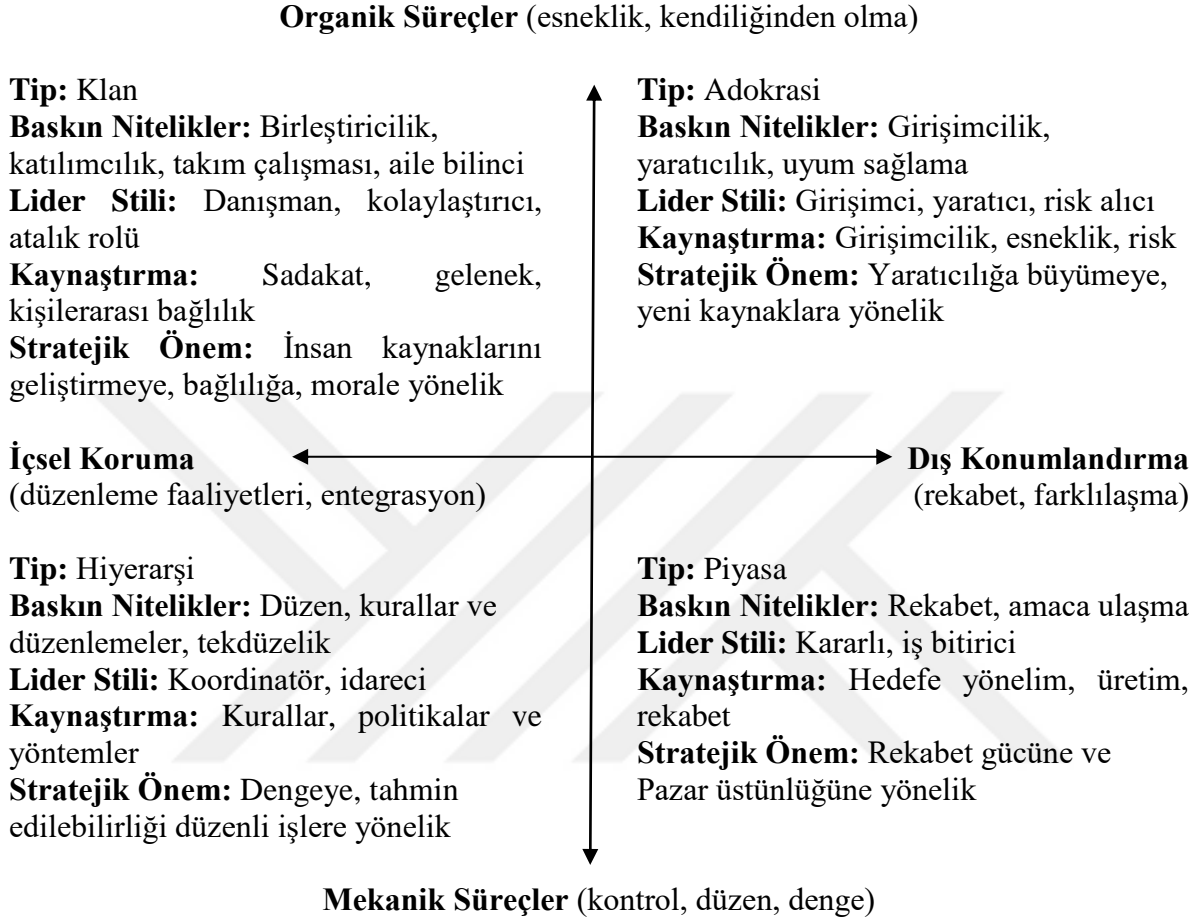 Organik Süreçler (esneklik, kendiliğinden olma)
Tip: Klan
Baskın Nitelikler: Birleştiricilik,
katılımcılık, takım çalışması, aile bilinci
Lider Stili: Danışman, kolaylaştırıcı,
atalık rolü
Kaynaştırma: Sadakat, gelenek,
kişilerarası bağlılık
Stratejik Önem: İnsan kaynaklarını
geliştirmeye, bağlılığa, morale yönelik
Tip: Adokrasi
Baskın Nitelikler: Girişimcilik,
yaratıcılık, uyum sağlama
Lider Stili: Girişimci, yaratıcı, risk alıcı
Kaynaştırma: Girişimcilik, esneklik, risk
Stratejik Önem: Yaratıcılığa büyümeye,
yeni kaynaklara yönelik
İçsel Koruma
(düzenleme faaliyetleri, entegrasyon)
Dış Konumlandırma
(rekabet, farklılaşma)
Tip: Hiyerarşi
Baskın Nitelikler: Düzen, kurallar ve
düzenlemeler, tekdüzelik
Lider Stili: Koordinatör, idareci
Kaynaştırma: Kurallar, politikalar ve
yöntemler
Stratejik Önem: Dengeye, tahmin
edilebilirliği düzenli işlere yönelik
Tip: Piyasa
Baskın Nitelikler: Rekabet, amaca ulaşma
Lider Stili: Kararlı, iş bitirici
Kaynaştırma: Hedefe yönelim, üretim,
rekabet
Stratejik Önem: Rekabet gücüne ve
Pazar üstünlüğüne yönelik
Mekanik Süreçler (kontrol, düzen, denge)